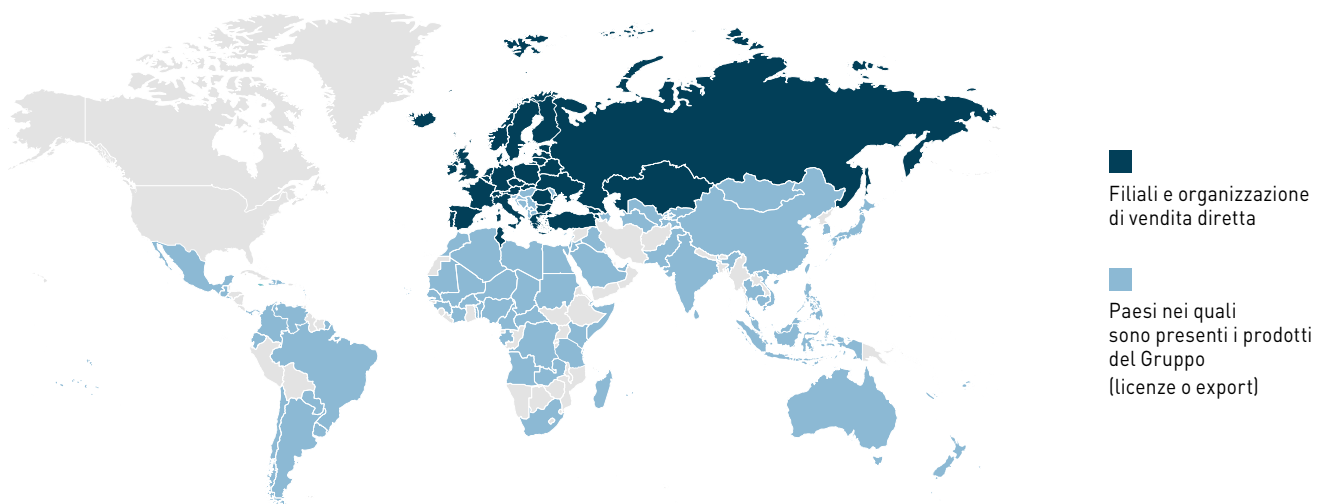 Filiali e organizzazione
di vendita diretta
Paesi nei quali
sono presenti i prodotti
del Gruppo
(licenze o export)